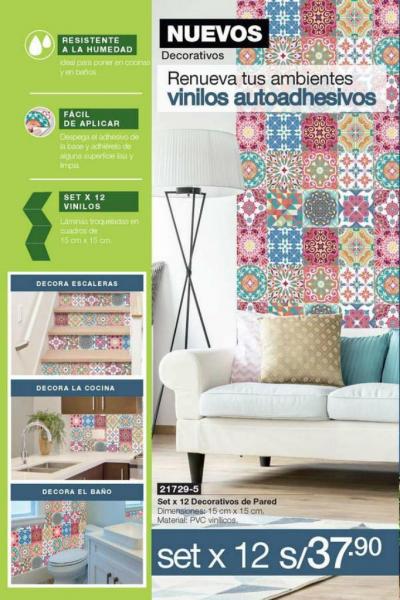 RESISTENTE
A LA HUMEDAD
ideal para poner en cocinas
y en baños.
FÁCIL
DE APLICAR
Despega el adhesivo de
la base y adhiérelo de
alguna superficie lisa y
limpia.
SET X 12
VINILOS
Láminas troqueladas en
cuadros de
15 cm x 15 cm.
DECORA ESCALERAS
DECORA LA COCINA
DECORA EL BAÑO
NUEVOS
Decorativos
Renueva tus ambientes
vinilos autoadhesivos
21729-5
Set x 12 Decorativos de Pared
Dimensiones: 15 cm x 15 cm.
Material: PVC vinílicos.
set x 12 s/37.90